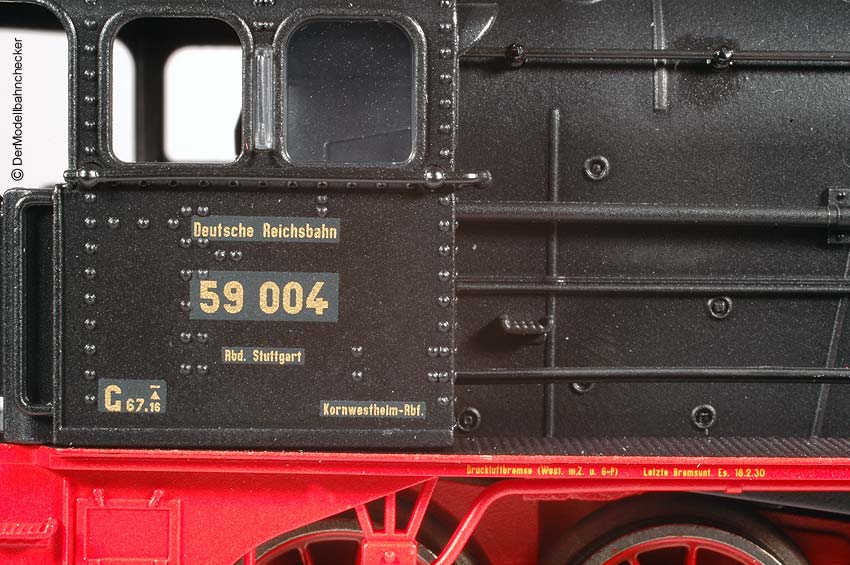 © DerModellbahnchecker
Deutsche Reichsbahn
59 004
Rbd. Stuttgart
G 67.16
Kornwestheim-Rbf.
Druckluftbremse (West. m.Z. u. G-P) Letzte Bremsunt. Es. 18.2.30